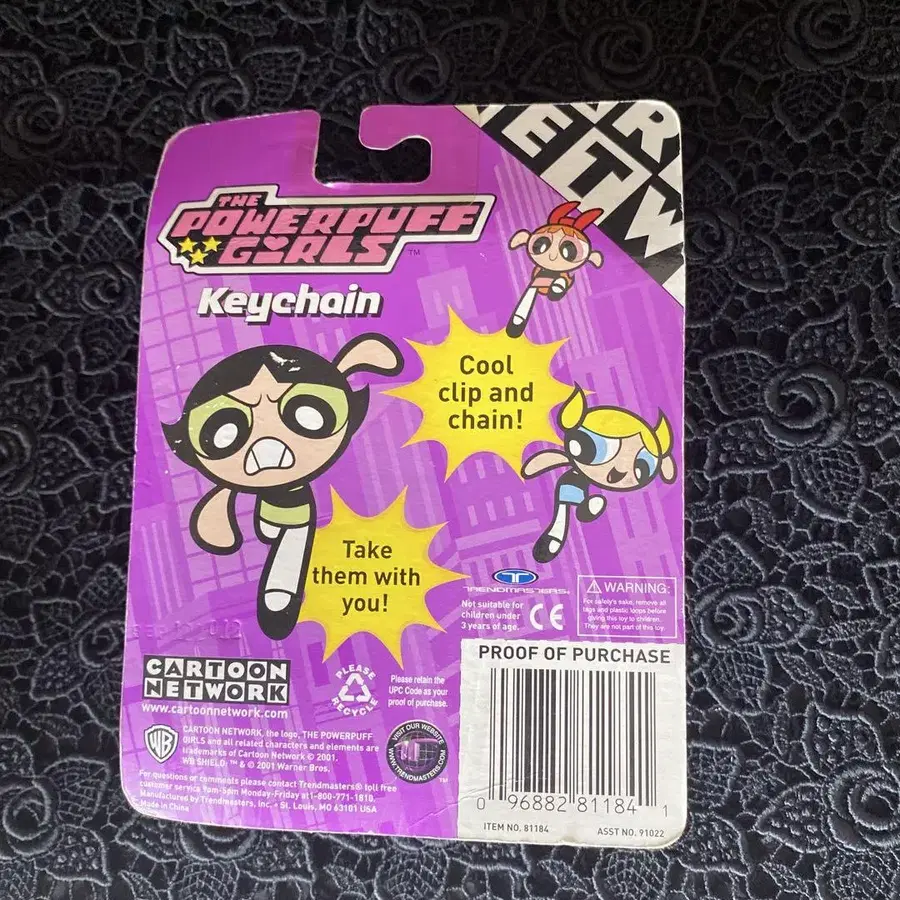 THE
POWERPUFF
GIRLS™
Keychain
Cool
clip and
chain!
Take
them with
you!
TRENDMASTERS®
Not suitable for
children under
3 years of age.
CE
WARNING:
For safety's sake, remove all
tags and plastic loops before
giving this toy to children.
They are not part of this toy.
CARTOON
NETWORK
www.cartoonnetwork.com
PLEASE
RECYCLE
Please retain the
UPC Code as your
proof of purchase.
WB
CARTOON NETWORK, the logo, THE POWERPUFF
GIRLS and all related characters and elements are
trademarks of Cartoon Network © 2001.
WB SHIELD: ™ & © 2001 Warner Bros.
VISIT OUR WEBSITE
WWW.TRENDMASTERS.COM
™
For questions or comments please contact Trendmasters® toll free
customer service 9am-5pm Monday-Friday at 1-800-771-1810.
Manufactured by Trendmasters, Inc. • St. Louis, MO 63101 USA
Made in China
PROOF OF PURCHASE
0 96882 81184 1
ITEM NO. 81184
ASST NO. 91022